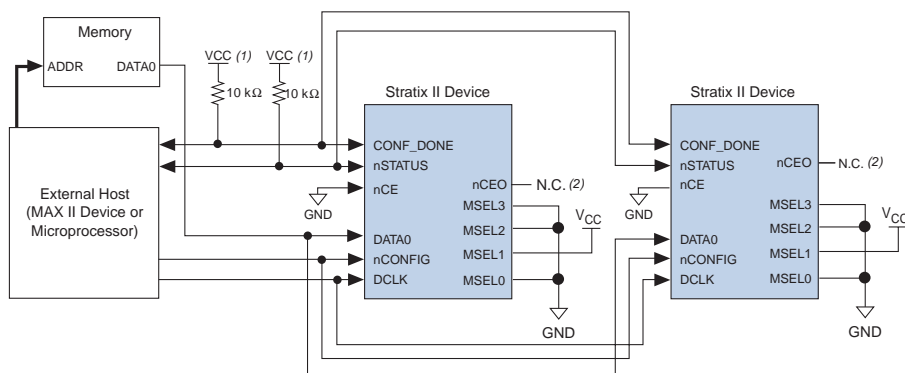 Memory
ADDR
DATA0
VCC (1)
VCC (1)
10 kΩ
10 kΩ
Stratix II Device
Stratix II Device
External Host
(MAX II Device or
Microprocessor)
CONF_DONE
nSTATUS
nCE
GND
DATA0
nCONFIG
DCLK
nCEO
N.C. (2)
MSEL3
MSEL2
MSEL1
MSEL0
VCC
GND
CONF_DONE
nSTATUS
nCE
GND
DATA0
nCONFIG
DCLK
nCEO
N.C. (2)
MSEL3
MSEL2
MSEL1
MSEL0
VCC
GND